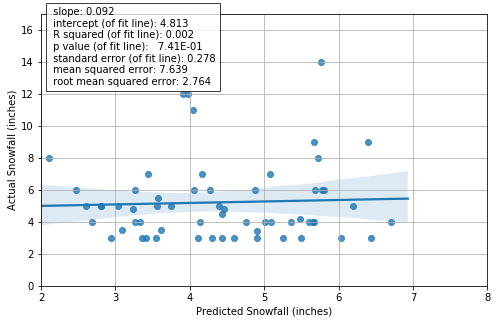 slope: 0.092
intercept (of fit line): 4.813
R squared (of fit line): 0.002
p value (of fit line): 7.41E-01
standard error (of fit line): 0.278
mean squared error: 7.639
root mean squared error: 2.764
16
14
12
10
8
6
4
2
0
Actual Snowfall (inches)
2 3 4 5 6 7 8
Predicted Snowfall (inches)